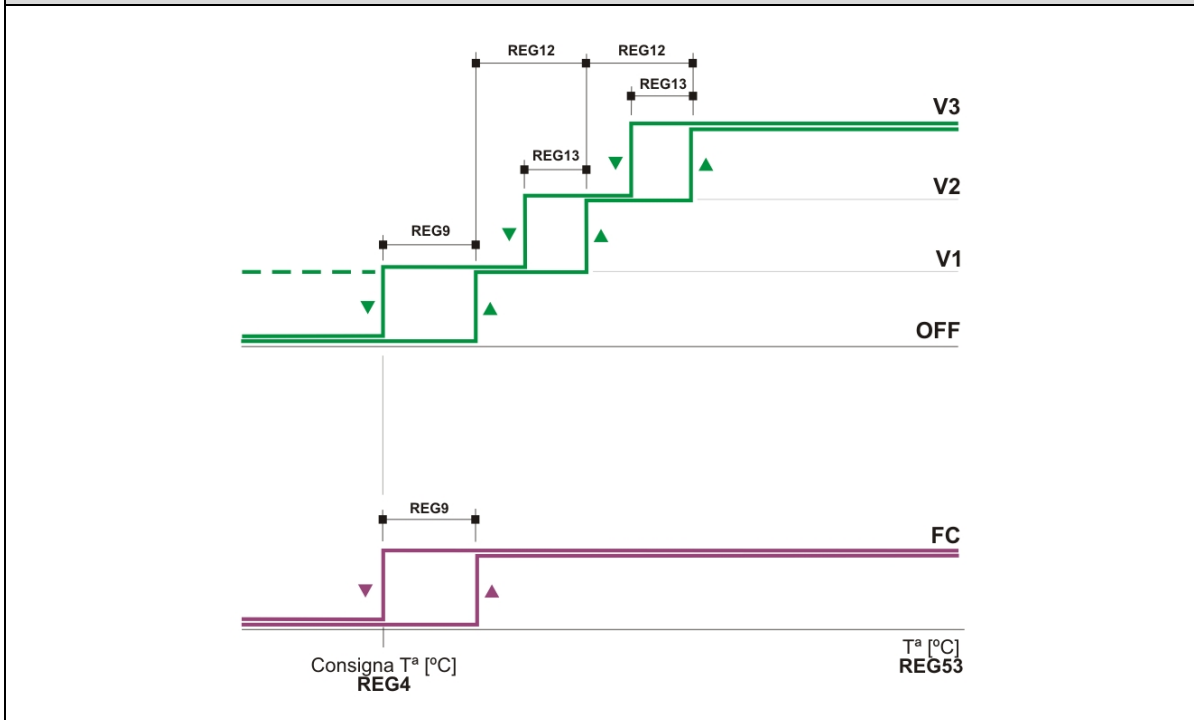 REG12 REG12
REG13
V3
REG13
V2
REG9
V1
OFF
REG9
FC
Consigna Tª [ºC]
REG4
Tª [ºC]
REG53